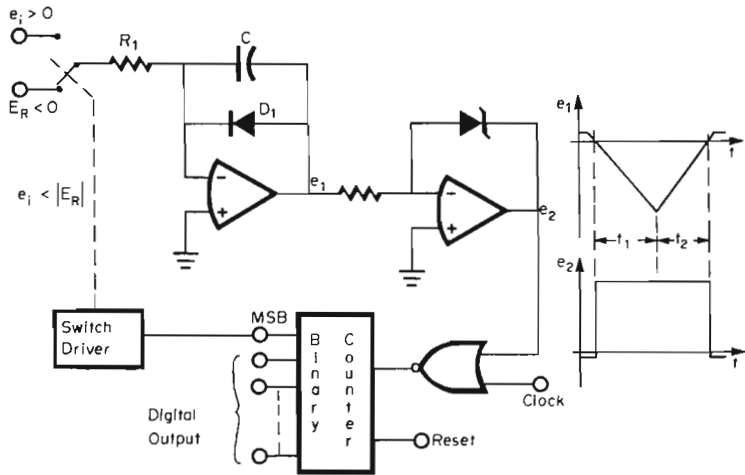 e_i > 0
R_1
C
E_R < 0
D_1
e_i < |E_R|
−
+
e_1
−
+
e_2
e_1
t
t_1
t_2
e_2
t
Switch Driver
MSB
Digital Output
Binary Counter
Clock
Reset